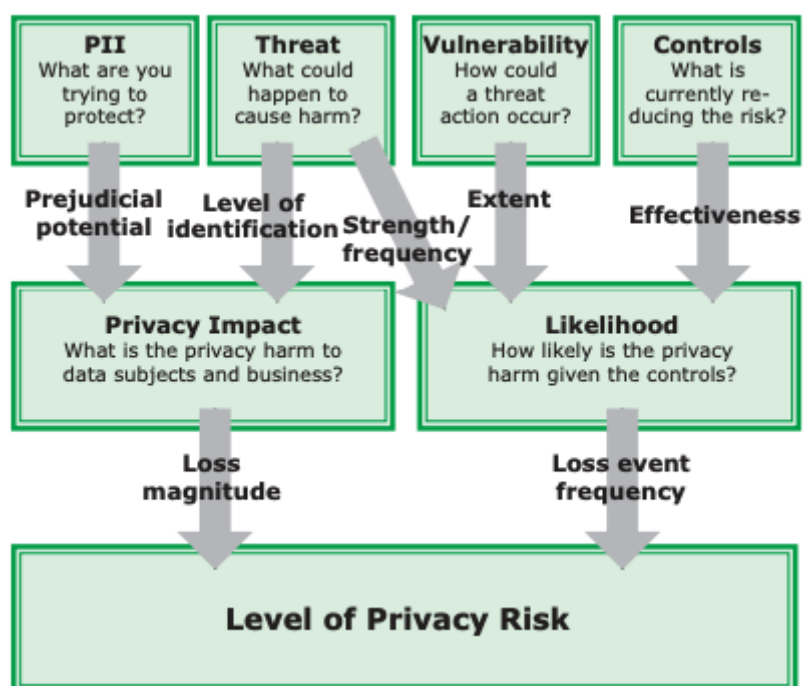 PII
What are you
trying to
protect?
Threat
What could
happen to
cause harm?
Vulnerability
How could
a threat
action occur?
Controls
What is
currently re-
ducing the risk?
Prejudicial
potential
Level of
identification
Strength/
frequency
Extent
Effectiveness
Privacy Impact
What is the privacy harm to
data subjects and business?
Likelihood
How likely is the privacy
harm given the controls?
Loss
magnitude
Loss event
frequency
Level of Privacy Risk